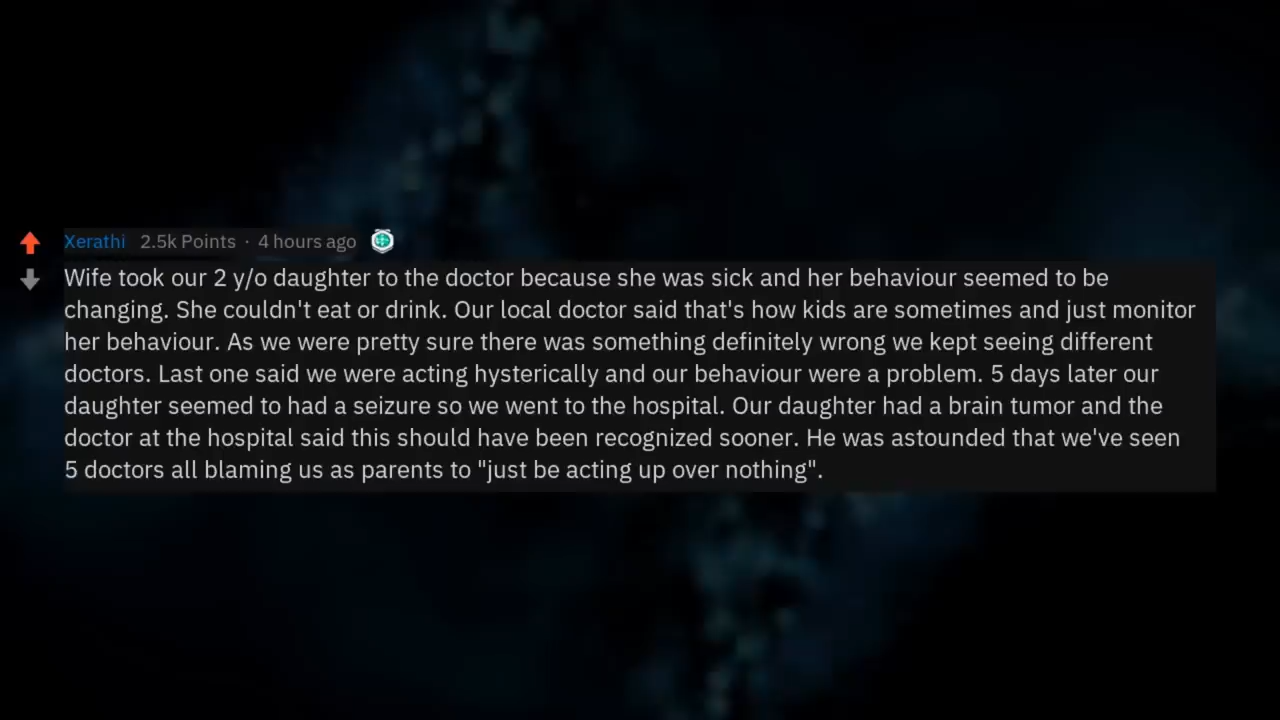 Xerathi 2.5k Points · 4 hours ago
Wife took our 2 y/o daughter to the doctor because she was sick and her behaviour seemed to be
changing. She couldn't eat or drink. Our local doctor said that's how kids are sometimes and just monitor
her behaviour. As we were pretty sure there was something definitely wrong we kept seeing different
doctors. Last one said we were acting hysterically and our behaviour were a problem. 5 days later our
daughter seemed to had a seizure so we went to the hospital. Our daughter had a brain tumor and the
doctor at the hospital said this should have been recognized sooner. He was astounded that we've seen
5 doctors all blaming us as parents to "just be acting up over nothing".